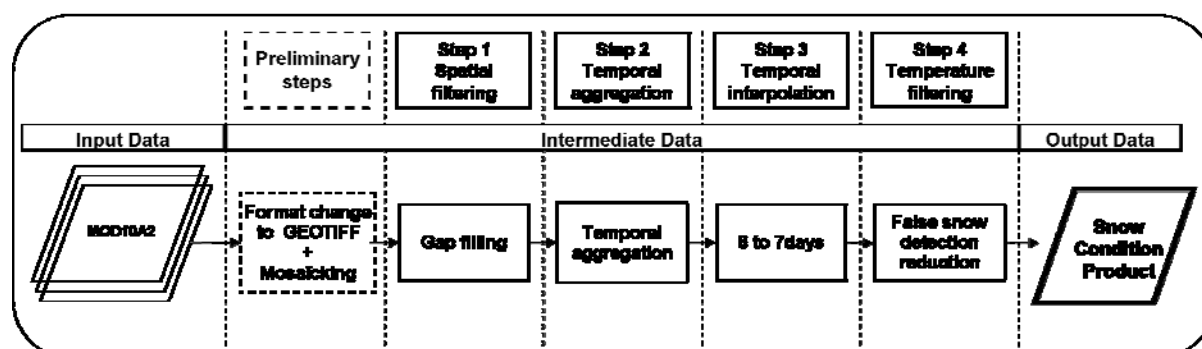 Preliminary
steps
Step 1
Spatial
filtering
Step 2
Temporal
aggregation
Step 3
Temporal
interpolation
Step 4
Temperature
filtering
Input Data
Intermediate Data
Output Data
MOD10A2
Format change
to GEOTIFF
+
Mosaicking
Gap filling
Temporal
aggregation
8 to 7days
False snow
detection
reduction
Snow
Condition
Product